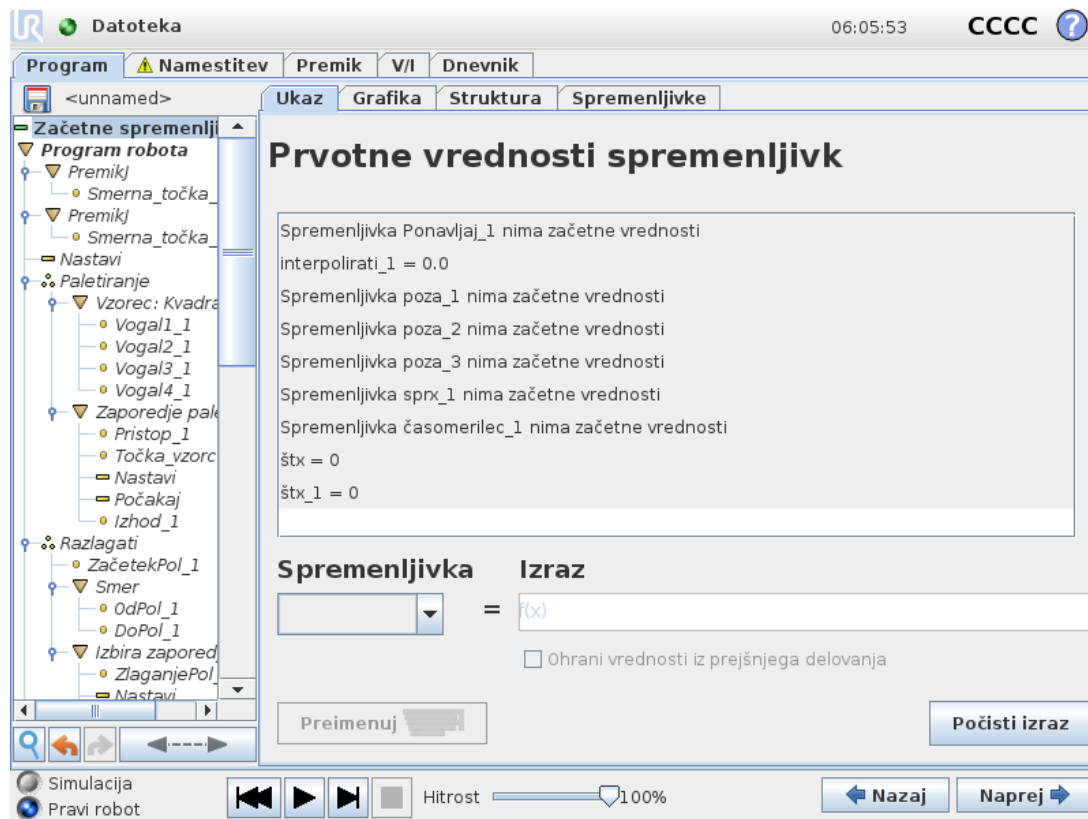 UR Datoteka 06:05:53 CCCC ?
Program Namestitev Premik V/I Dnevnik
<unnamed>
Ukaz Grafika Struktura Spremenljivke
Začetne spremenlji
Program robota
PremikJ
Smerna_točka_
PremikJ
Smerna_točka_
Nastavi
Paletiranje
Vzorec: Kvadra
Vogal1_1
Vogal2_1
Vogal3_1
Vogal4_1
Zaporedje pale
Pristop_1
Točka_vzorc
Nastavi
Počakaj
Izhod_1
Razlagati
ZačetekPol_1
Smer
OdPol_1
DoPol_1
Izbira zapored
ZlaganjePol_
Nastavi
Prvotne vrednosti spremenljivk
Spremenljivka Ponavljaj_1 nima začetne vrednosti
interpolirati_1 = 0.0
Spremenljivka poza_1 nima začetne vrednosti
Spremenljivka poza_2 nima začetne vrednosti
Spremenljivka poza_3 nima začetne vrednosti
Spremenljivka sprx_1 nima začetne vrednosti
Spremenljivka časomerilec_1 nima začetne vrednosti
štx = 0
štx_1 = 0
Spremenljivka Izraz
= f(x)
Ohrani vrednosti iz prejšnjega delovanja
Preimenuj
Počisti izraz
Simulacija
Pravi robot
Hitrost 100%
Nazaj Naprej